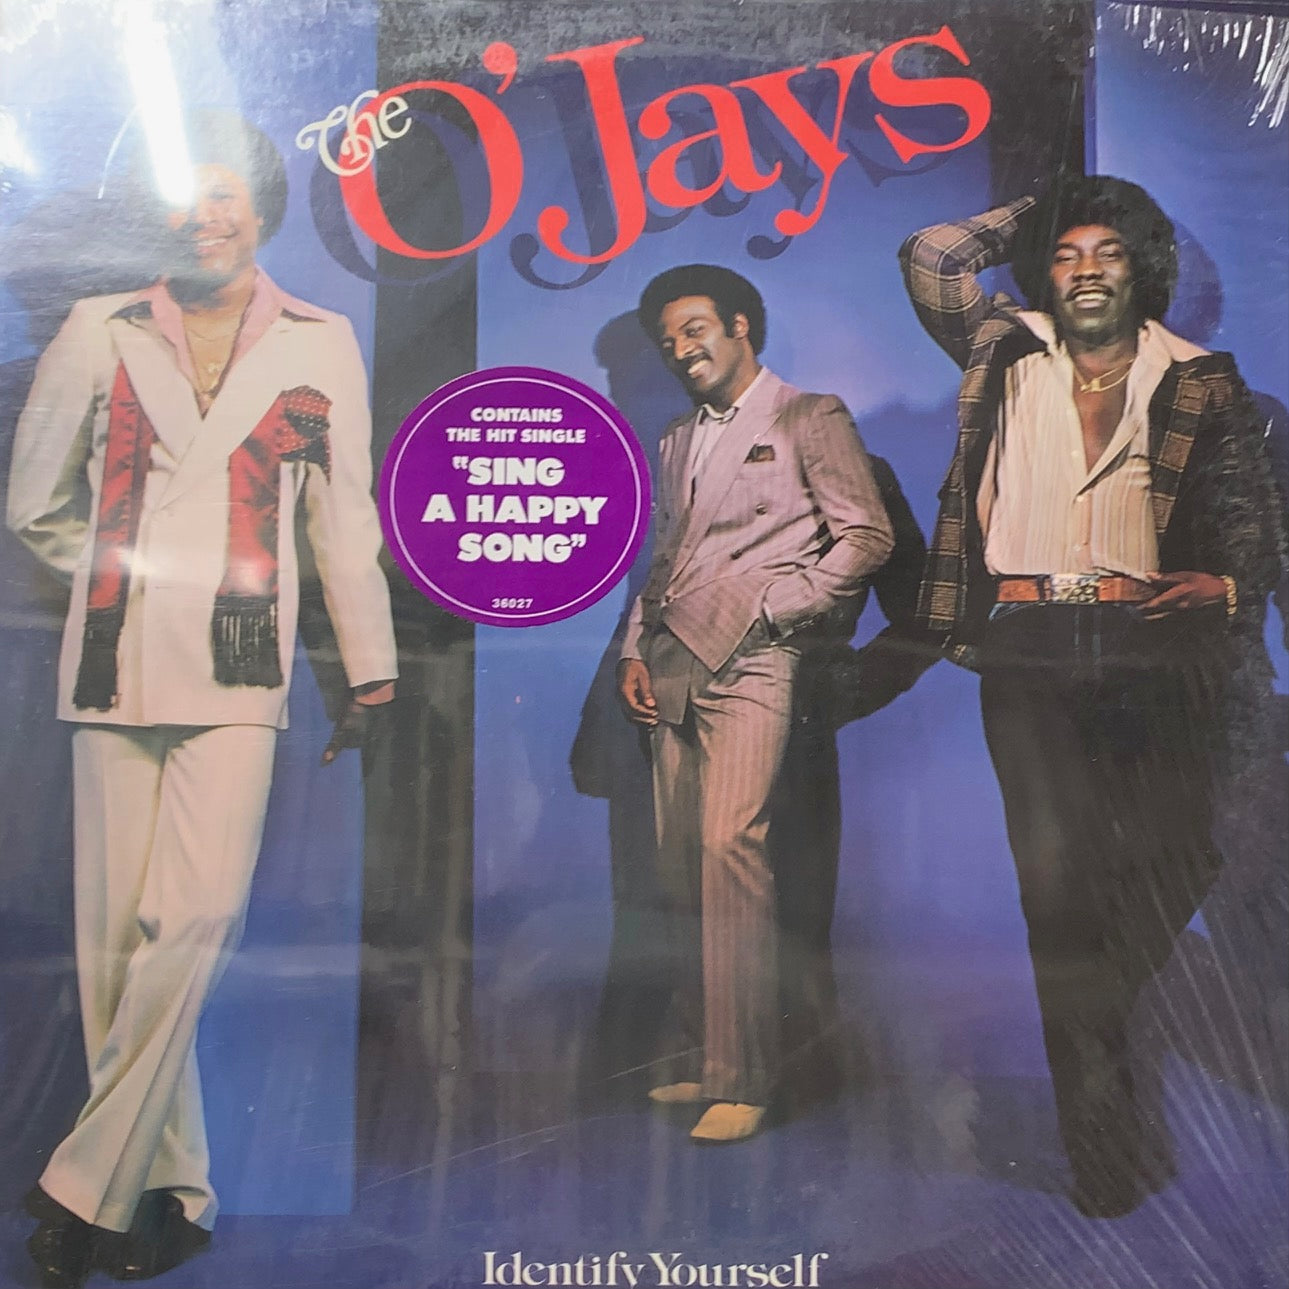 The
O'Jays
CONTAINS
THE HIT SINGLE
"SING
A HAPPY
SONG"
36027
Identify Yourself